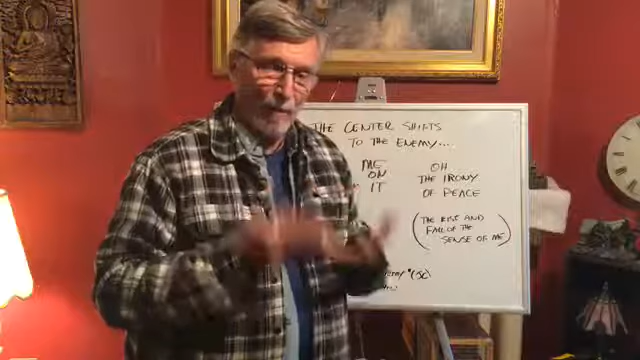 THE CENTER SHIFTS
TO THE ENEMY...
ME
ON
IT
OH
THE IRONY
OF PEACE
(THE RISE AND
FALL OF THE
SENSE OF ME)